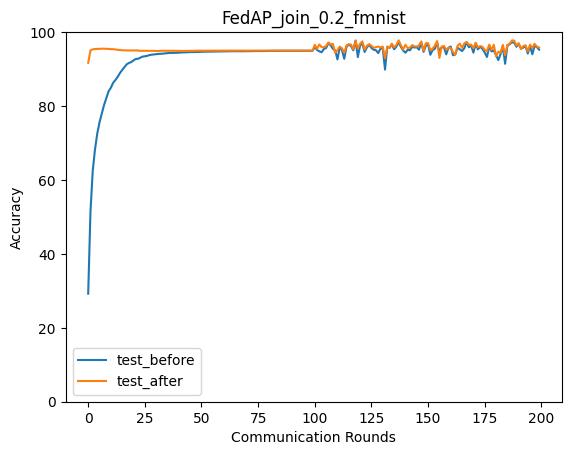 FedAP_join_0.2_fmnist
Accuracy
100
80
60
40
20
0
test_before
test_after
0 25 50 75 100 125 150 175 200
Communication Rounds